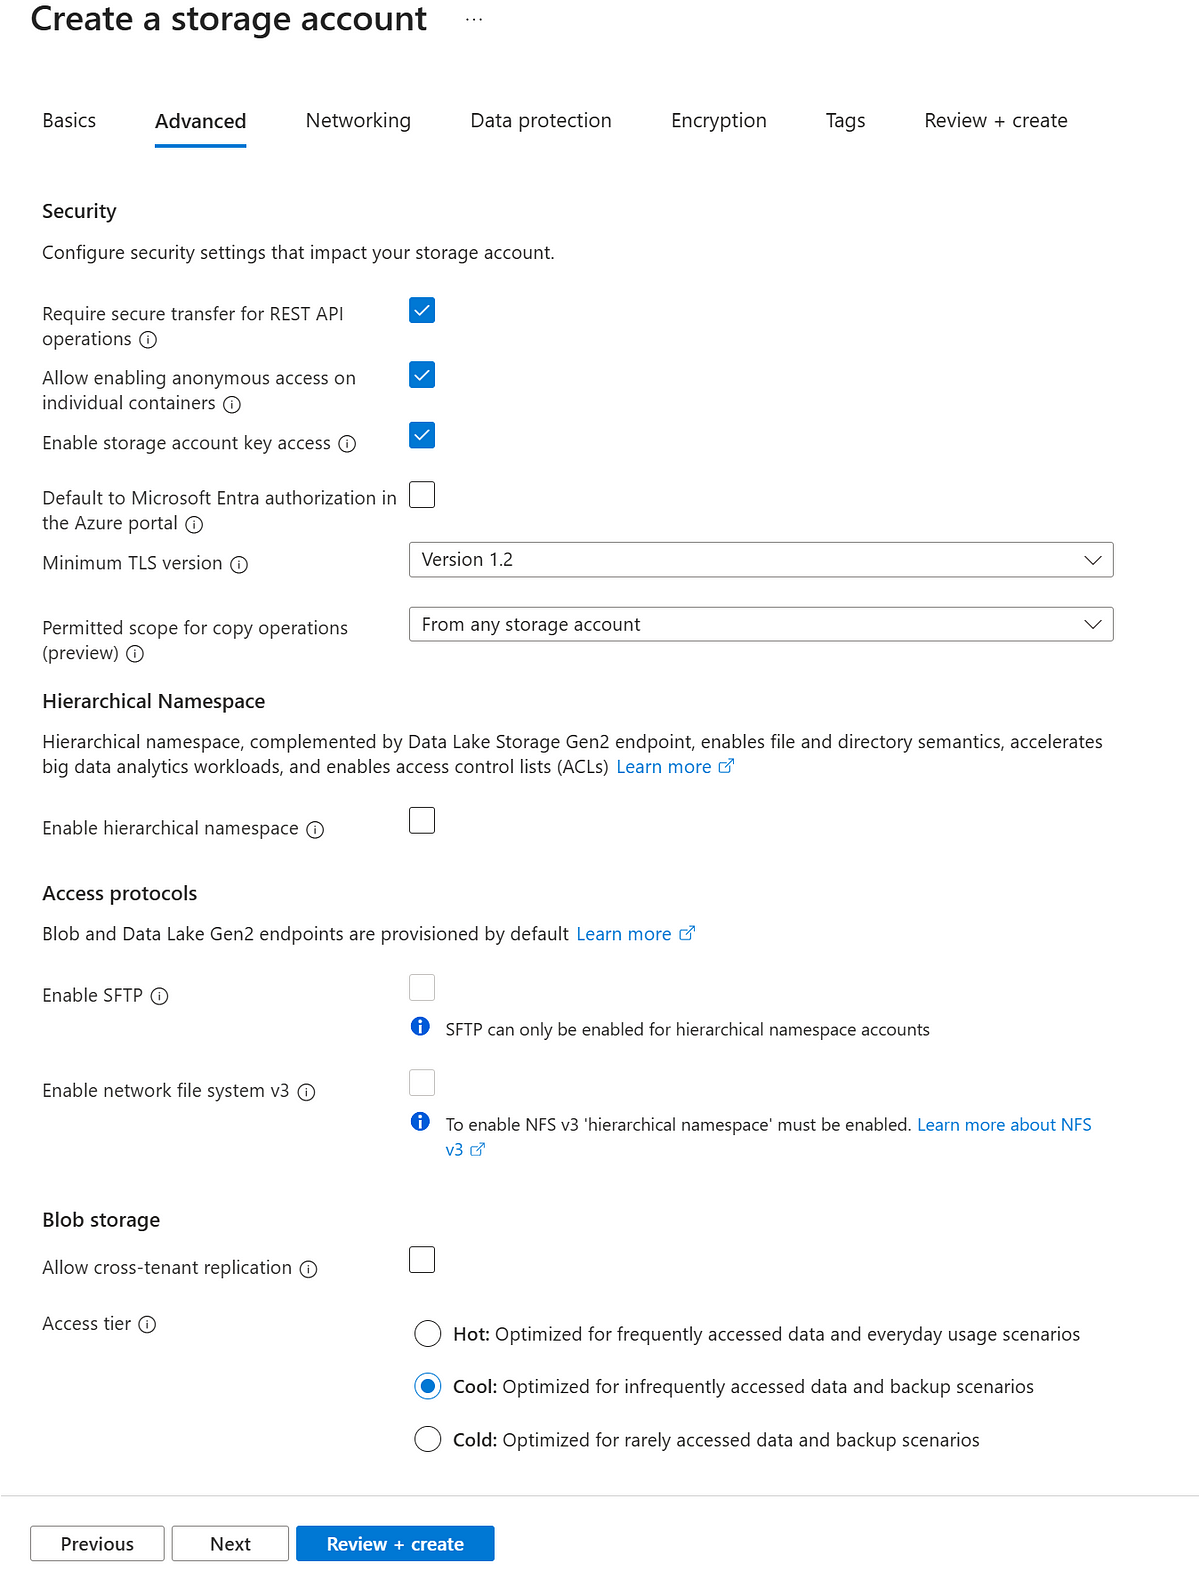 Create a storage account ...
Basics Advanced Networking Data protection Encryption Tags Review + create
Security
Configure security settings that impact your storage account.
Require secure transfer for REST API
operations
Allow enabling anonymous access on
individual containers
Enable storage account key access
Default to Microsoft Entra authorization in
the Azure portal
Minimum TLS version
Version 1.2
Permitted scope for copy operations
(preview)
From any storage account
Hierarchical Namespace
Hierarchical namespace, complemented by Data Lake Storage Gen2 endpoint, enables file and directory semantics, accelerates
big data analytics workloads, and enables access control lists (ACLs) Learn more
Enable hierarchical namespace
Access protocols
Blob and Data Lake Gen2 endpoints are provisioned by default Learn more
Enable SFTP
SFTP can only be enabled for hierarchical namespace accounts
Enable network file system v3
To enable NFS v3 'hierarchical namespace' must be enabled. Learn more about NFS
v3
Blob storage
Allow cross-tenant replication
Access tier
Hot: Optimized for frequently accessed data and everyday usage scenarios
Cool: Optimized for infrequently accessed data and backup scenarios
Cold: Optimized for rarely accessed data and backup scenarios
Previous Next Review + create